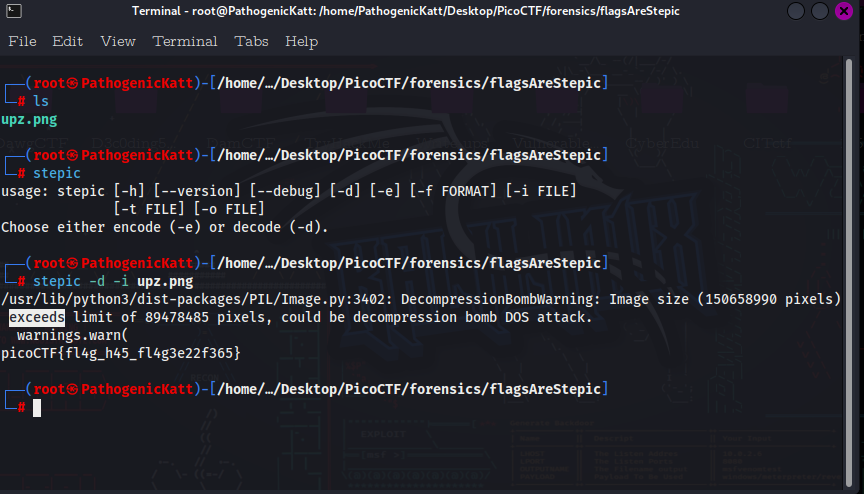 Terminal - root@PathogenicKatt: /home/PathogenicKatt/Desktop/PicoCTF/forensics/flagsAreStepic
File Edit View Terminal Tabs Help
┌──(root㉿PathogenicKatt)-[/home/…/Desktop/PicoCTF/forensics/flagsAreStepic]
└─# ls
upz.png
┌──(root㉿PathogenicKatt)-[/home/…/Desktop/PicoCTF/forensics/flagsAreStepic]
└─# stepic
usage: stepic [-h] [--version] [--debug] [-d] [-e] [-f FORMAT] [-i FILE]
[-t FILE] [-o FILE]
Choose either encode (-e) or decode (-d).
┌──(root㉿PathogenicKatt)-[/home/…/Desktop/PicoCTF/forensics/flagsAreStepic]
└─# stepic -d -i upz.png
/usr/lib/python3/dist-packages/PIL/Image.py:3402: DecompressionBombWarning: Image size (150658990 pixels)
exceeds limit of 89478485 pixels, could be decompression bomb DOS attack.
warnings.warn(
picoCTF{fl4g_h45_fl4g3e22f365}
┌──(root㉿PathogenicKatt)-[/home/…/Desktop/PicoCTF/forensics/flagsAreStepic]
└─#
CyberEdu
KALI LINUX
EXPLOIT